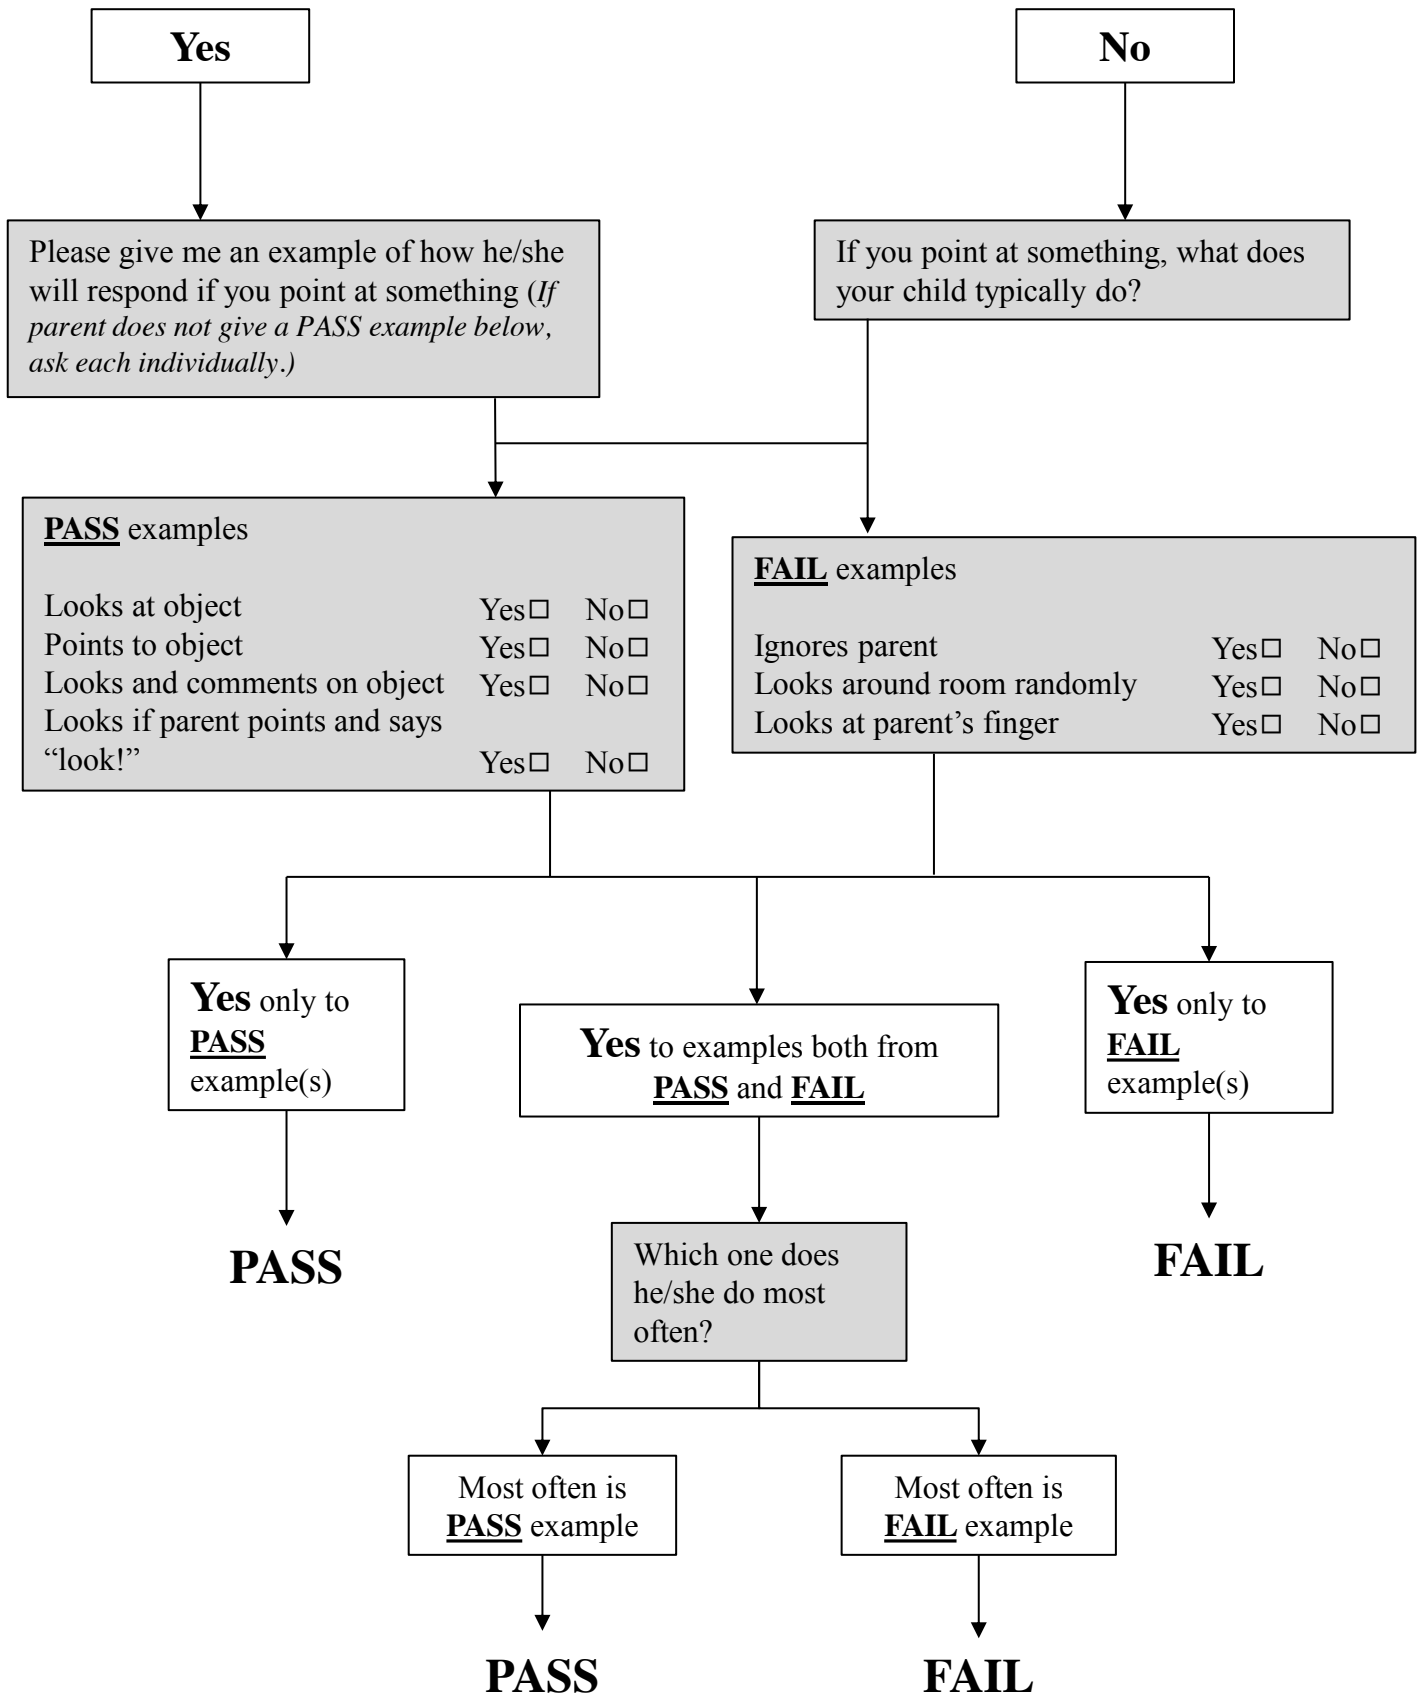 Yes
No
Please give me an example of how he/she
will respond if you point at something (If
parent does not give a PASS example below,
ask each individually.)
If you point at something, what does
your child typically do?
PASS examples
Looks at object Yes□ No□
Points to object Yes□ No□
Looks and comments on object Yes□ No□
Looks if parent points and says
“look!” Yes□ No□
FAIL examples
Ignores parent Yes□ No□
Looks around room randomly Yes□ No□
Looks at parent’s finger Yes□ No□
Yes only to
PASS
example(s)
Yes to examples both from
PASS and FAIL
Yes only to
FAIL
example(s)
PASS
FAIL
Which one does
he/she do most
often?
Most often is
PASS example
Most often is
FAIL example
PASS
FAIL